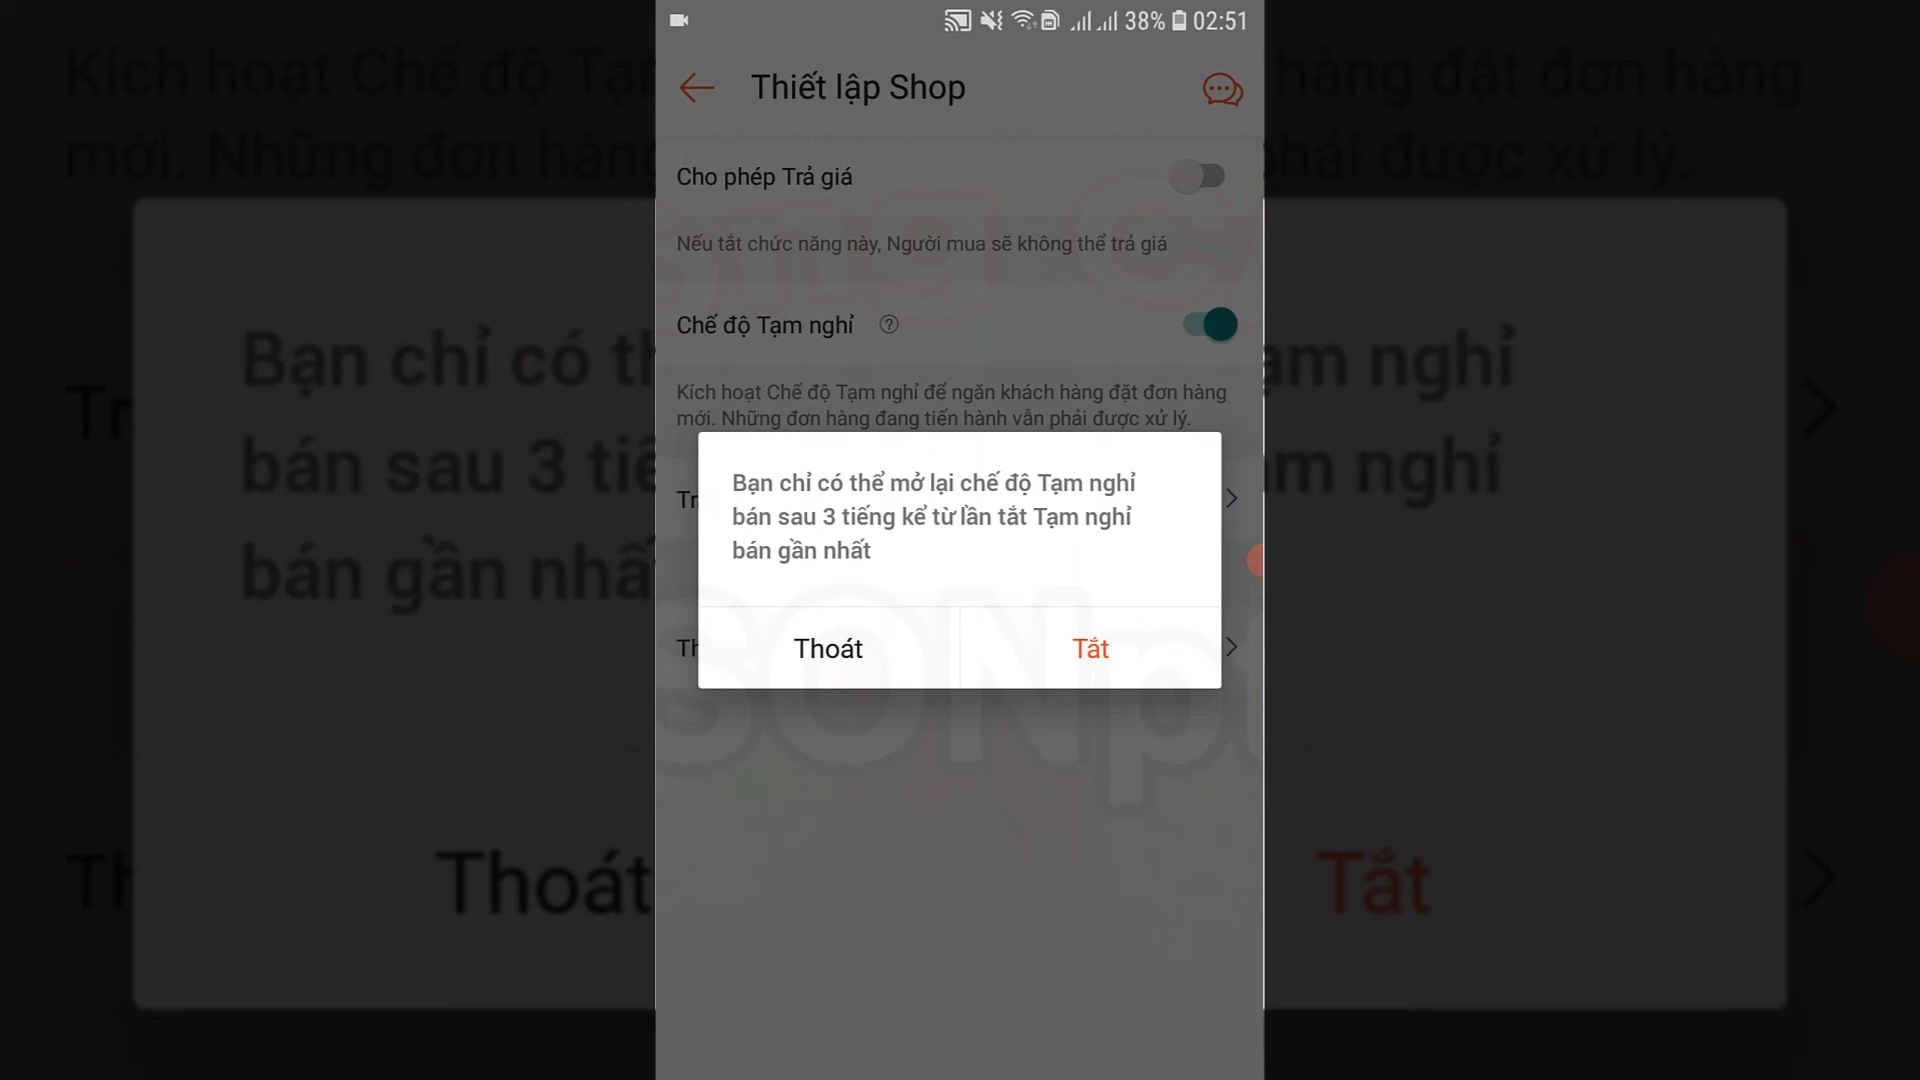 38% 02:51
Thiết lập Shop
Cho phép Trả giá
Nếu tắt chức năng này, Người mua sẽ không thể trả giá
Chế độ Tạm nghỉ
Kích hoạt Chế độ Tạm nghỉ để ngăn khách hàng đặt đơn hàng
mới. Những đơn hàng đang tiến hành vẫn phải được xử lý.
Bạn chỉ có thể mở lại chế độ Tạm nghỉ
bán sau 3 tiếng kể từ lần tắt Tạm nghỉ
bán gần nhất
Thoát Tắt